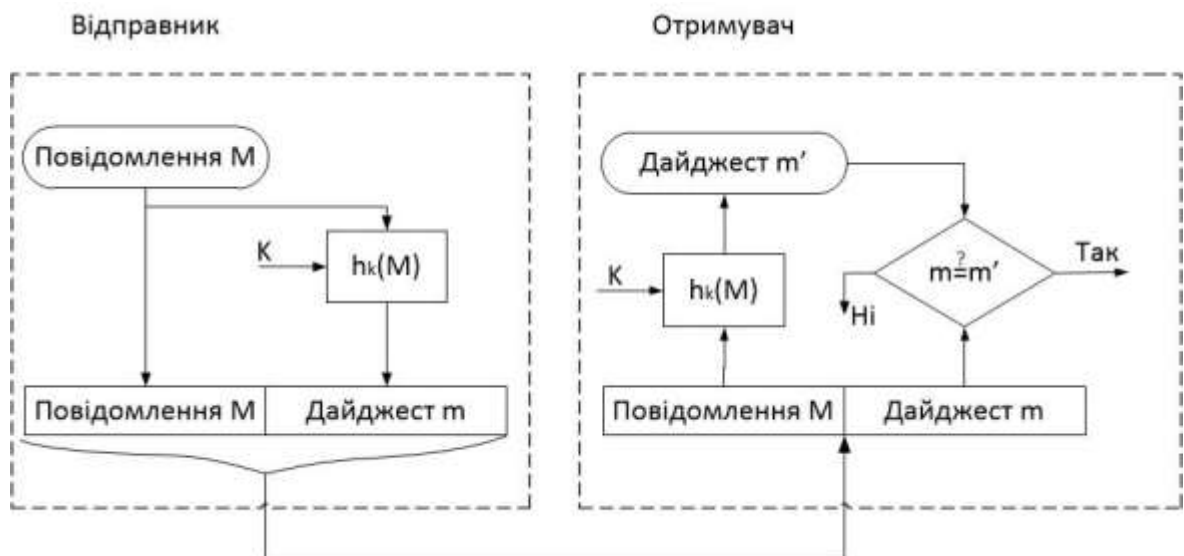 Відправник
Отримувач
Повідомлення М
K
hk(M)
Повідомлення М
Дайджест m
Дайджест m′
K
hk(M)
m=m′
?
Так
Ні
Повідомлення М
Дайджест m